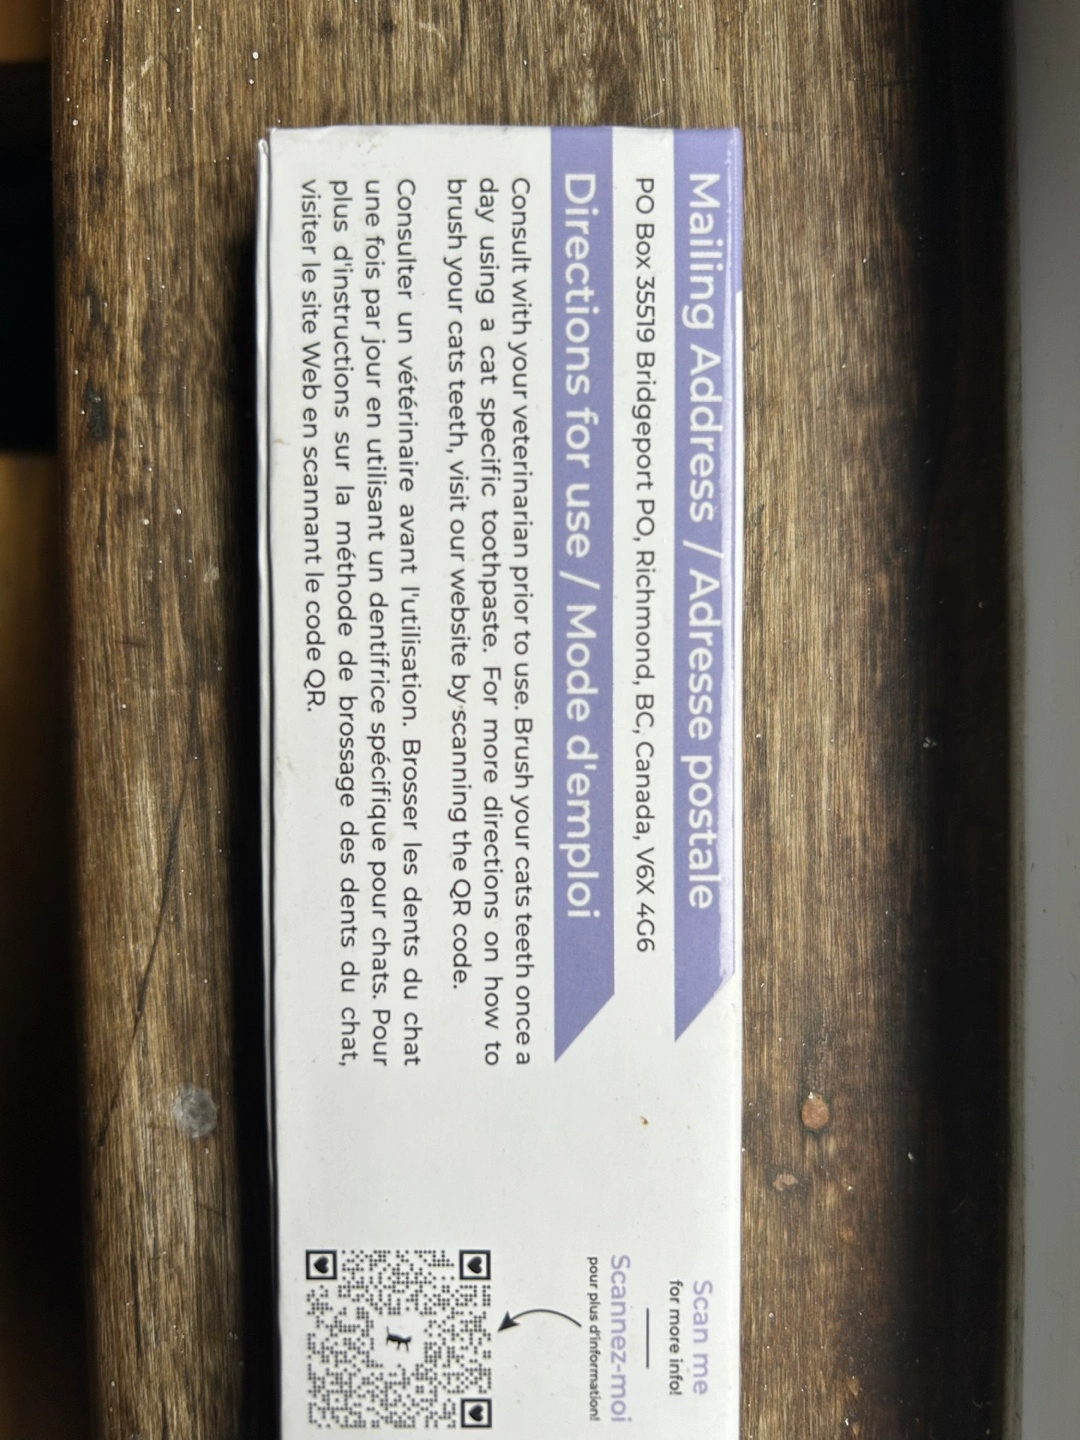 Mailing Address / Adresse postale
PO Box 35519 Bridgeport PO, Richmond, BC, Canada, V6X 4G6
Directions for use / Mode d'emploi
Consult with your veterinarian prior to use. Brush your cats teeth once a
day using a cat specific toothpaste. For more directions on how to
brush your cats teeth, visit our website by scanning the QR code.
Consulter un vétérinaire avant l'utilisation. Brosser les dents du chat
une fois par jour en utilisant un dentifrice spécifique pour chats. Pour
plus d'instructions sur la méthode de brossage des dents du chat,
visiter le site Web en scannant le code QR.
Scan me
for more info!
Scannez-moi
pour plus d'information!